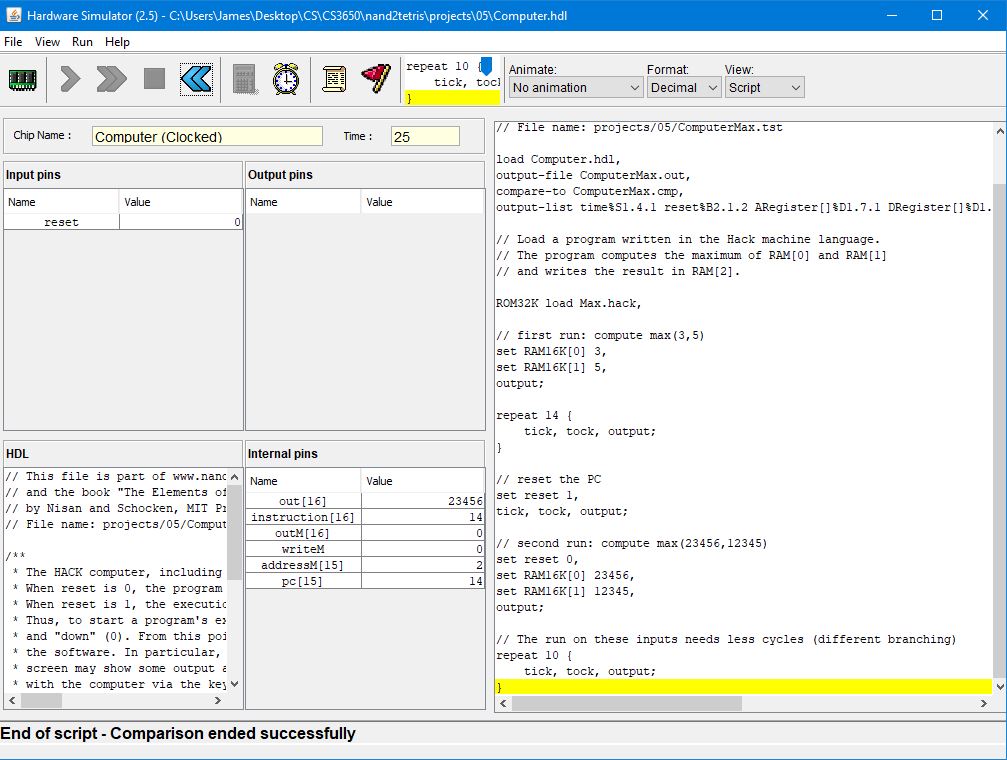 Hardware Simulator (2.5) - C:\Users\James\Desktop\CS\CS3650\nand2tetris\projects\05\Computer.hdl
File View Run Help
repeat 10 {
tick, toc
}
Animate:
No animation
Format:
Decimal
View:
Script
Chip Name :
Computer (Clocked)
Time :
25
Input pins
Name Value
reset 0
Output pins
Name Value
HDL
// This file is part of www.nand
// and the book "The Elements of
// by Nisan and Schocken, MIT Pr
// File name: projects/05/Comput
/**
* The HACK computer, including
* When reset is 0, the program
* When reset is 1, the executio
* Thus, to start a program's ex
* and "down" (0). From this poi
* the software. In particular,
* screen may show some output a
* with the computer via the key
Internal pins
Name Value
out[16] 23456
instruction[16] 14
outM[16] 0
writeM 0
addressM[15] 2
pc[15] 14
// File name: projects/05/ComputerMax.tst
load Computer.hdl,
output-file ComputerMax.out,
compare-to ComputerMax.cmp,
output-list time%S1.4.1 reset%B2.1.2 ARegister[]%D1.7.1 DRegister[]%D1.
// Load a program written in the Hack machine language.
// The program computes the maximum of RAM[0] and RAM[1]
// and writes the result in RAM[2].
ROM32K load Max.hack,
// first run: compute max(3,5)
set RAM16K[0] 3,
set RAM16K[1] 5,
output;
repeat 14 {
tick, tock, output;
}
// reset the PC
set reset 1,
tick, tock, output;
// second run: compute max(23456,12345)
set reset 0,
set RAM16K[0] 23456,
set RAM16K[1] 12345,
output;
// The run on these inputs needs less cycles (different branching)
repeat 10 {
tick, tock, output;
}
End of script - Comparison ended successfully